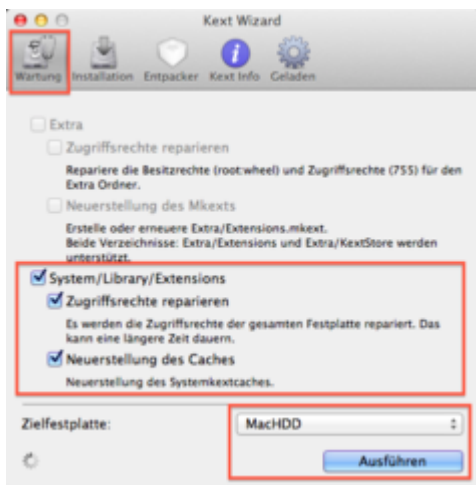 Kext Wizard
Wartung Installation Entpacker Kext Info Geladen
Extra
Zugriffsrechte reparieren
Repariere die Besitzrechte (root:wheel) und Zugriffsrechte (755) für den
Extra Ordner.
Neuerstellung des Mkexts
Erstelle oder erneuere Extra/Extensions.mkext.
Beide Verzeichnisse: Extra/Extensions und Extra/KextStore werden
unterstützt.
System/Library/Extensions
Zugriffsrechte reparieren
Es werden die Zugriffsrechte der gesamten Festplatte repariert. Das
kann eine längere Zeit dauern.
Neuerstellung des Caches
Neuerstellung des Systemkextcaches.
Zielfestplatte: MacHDD
Ausführen